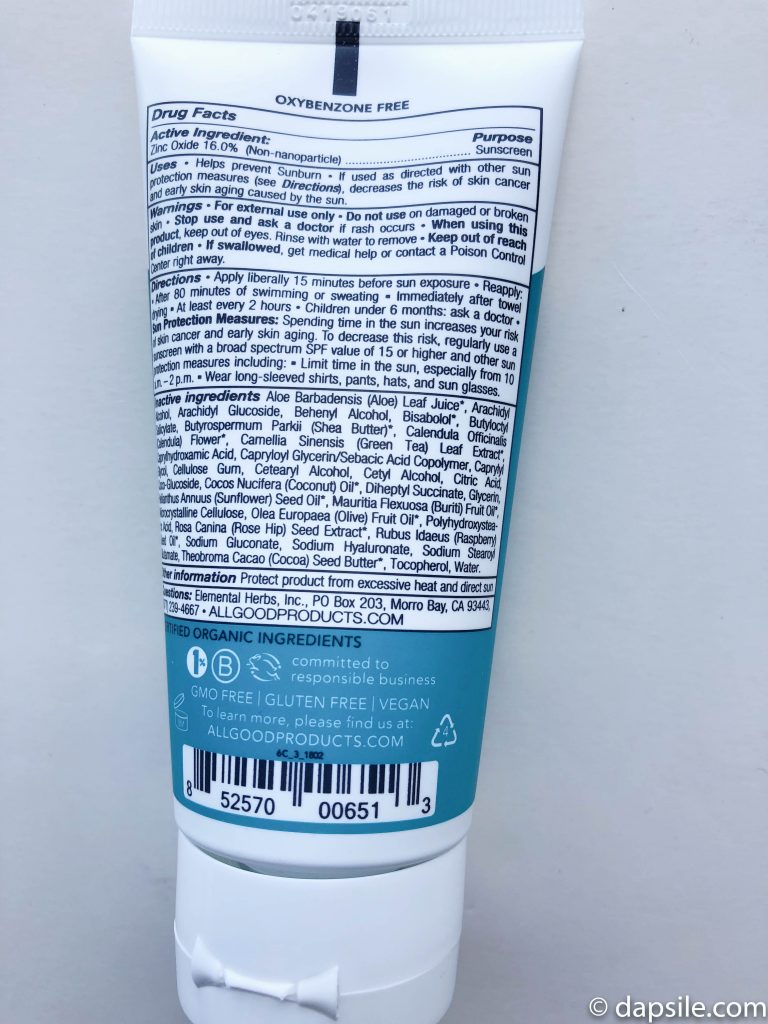 0419151
OXYBENZONE FREE
Drug Facts
Active Ingredient: Purpose
Zinc Oxide 16.0% (Non-nanoparticle) ........................ Sunscreen
Uses • Helps prevent Sunburn • If used as directed with other sun
protection measures (see Directions), decreases the risk of skin cancer
and early skin aging caused by the sun.
Warnings • For external use only • Do not use on damaged or broken
skin • Stop use and ask a doctor if rash occurs • When using this
product, keep out of eyes. Rinse with water to remove • Keep out of reach
of children • If swallowed, get medical help or contact a Poison Control
Center right away.
Directions • Apply liberally 15 minutes before sun exposure • Reapply:
• After 80 minutes of swimming or sweating • Immediately after towel
drying • At least every 2 hours • Children under 6 months: ask a doctor •
Sun Protection Measures: Spending time in the sun increases your risk
of skin cancer and early skin aging. To decrease this risk, regularly use a
sunscreen with a broad spectrum SPF value of 15 or higher and other sun
protection measures including: • Limit time in the sun, especially from 10
a.m. – 2 p.m. • Wear long-sleeved shirts, pants, hats, and sun glasses.
Inactive ingredients Aloe Barbadensis (Aloe) Leaf Juice*, Arachidyl
Alcohol, Arachidyl Glucoside, Behenyl Alcohol, Bisabolol*, Butyloctyl
Salicylate, Butyrospermum Parkii (Shea Butter)*, Calendula Officinalis
(Calendula) Flower*, Camellia Sinensis (Green Tea) Leaf Extract*,
Caprylhydroxamic Acid, Capryloyl Glycerin/Sebacic Acid Copolymer, Caprylyl
Glycol, Cellulose Gum, Cetearyl Alcohol, Cetyl Alcohol, Citric Acid,
Coco-Glucoside, Cocos Nucifera (Coconut) Oil*, Diheptyl Succinate, Glycerin,
Helianthus Annuus (Sunflower) Seed Oil*, Mauritia Flexuosa (Buriti) Fruit Oil*,
Microcrystalline Cellulose, Olea Europaea (Olive) Fruit Oil*, Polyhydroxystea-
ric Acid, Rosa Canina (Rose Hip) Seed Extract*, Rubus Idaeus (Raspberry)
Seed Oil*, Sodium Gluconate, Sodium Hyaluronate, Sodium Stearoyl
Glutamate, Theobroma Cacao (Cocoa) Seed Butter*, Tocopherol, Water.
Other information Protect product from excessive heat and direct sun
Questions: Elemental Herbs, Inc., PO Box 203, Morro Bay, CA 93443,
239-4667 • ALLGOODPRODUCTS.COM
CERTIFIED ORGANIC INGREDIENTS
1% B committed to
responsible business
GMO FREE | GLUTEN FREE | VEGAN
To learn more, please find us at:
ALLGOODPRODUCTS.COM
4
6C_3_1802
8 52570 00651 3
© dapsile.com